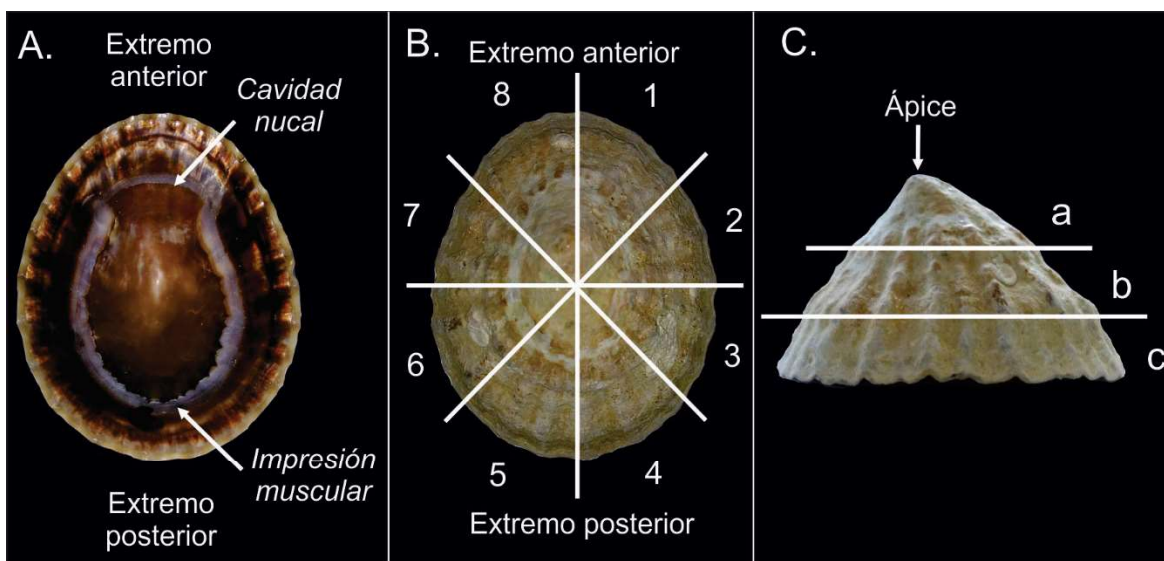 A.
Extremo
anterior
Cavidad
nucal
Impresión
muscular
Extremo
posterior
B.
Extremo anterior
8
1
7
2
6
3
5
4
Extremo posterior
C.
Ápice
a
b
c